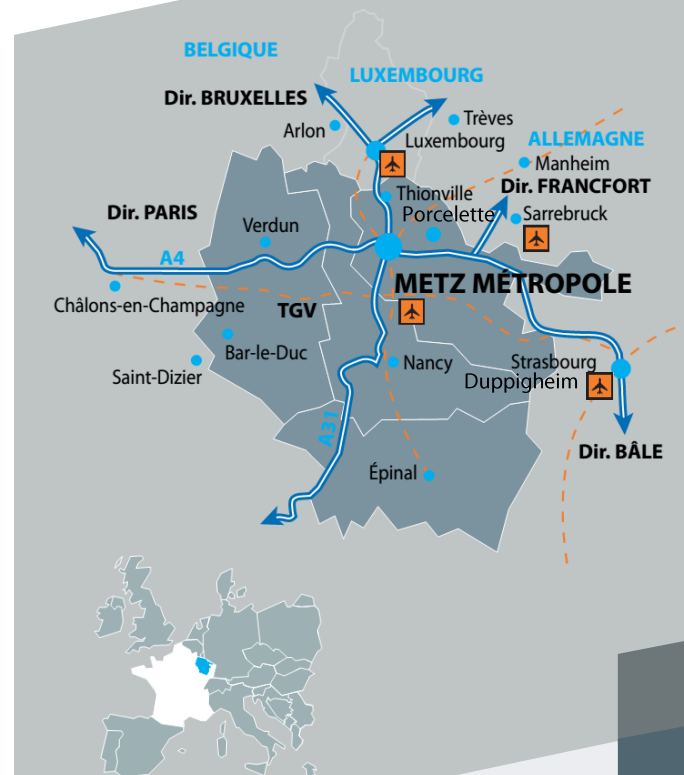 BELGIQUE
LUXEMBOURG
Dir. BRUXELLES
Trèves
Arlon
Luxembourg
ALLEMAGNE
Manheim
Thionville
Dir. FRANCFORT
Dir. PARIS
Porcelette
Sarrebruck
Verdun
A4
METZ MÉTROPOLE
Châlons-en-Champagne
TGV
Bar-le-Duc
Nancy
Strasbourg
Saint-Dizier
Duppigheim
A31
Dir. BÂLE
Épinal